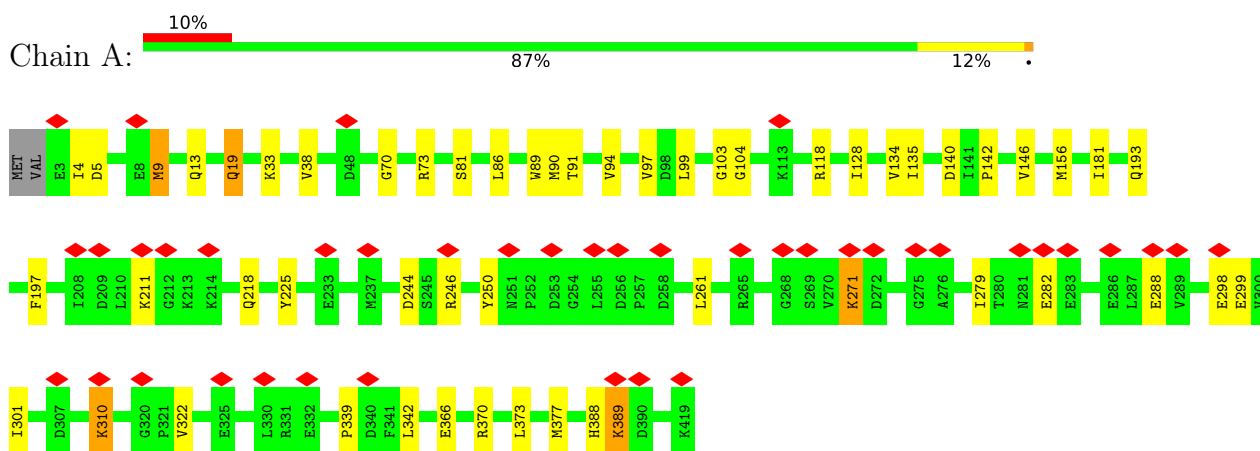 10%
Chain A:
87% 12% •
MET VAL E3 I4 D5 E8 M9 Q13 Q19 K33 V38 D48 G70 R73 S81 L86 W89 M90 T91 V94 V97 D98 L99 G103 G104 K113 R118 I128 V134 I135 D140 I141 P142 V146 M156 I181 Q193
F197 I208 D209 L210 K211 G212 K213 K214 Q218 Y225 E233 M237 D244 S245 R246 Y250 N251 P252 D253 G254 L255 D256 P257 D258 L261 R265 G268 S269 V270 K271 D272 G275 A276 I279 T280 N281 E282 E283 E286 L287 E288 V289 E298 E299 V300
I301 D307 K310 G320 P321 V322 E325 L330 R331 E332 P339 D340 F341 L342 E366 R370 L373 M377 H388 K389 D390 K419